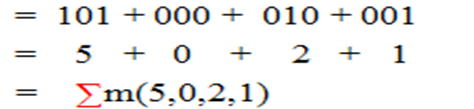 = 101 + 000 + 010 + 001
= 5 + 0 + 2 + 1
= ∑m(5,0,2,1)